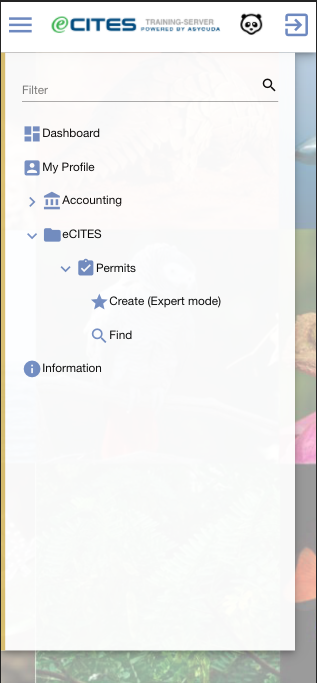 eCITES TRAINING-SERVER
POWERED BY ASYCUDA
Filter
Dashboard
My Profile
Accounting
eCITES
Permits
Create (Expert mode)
Find
Information